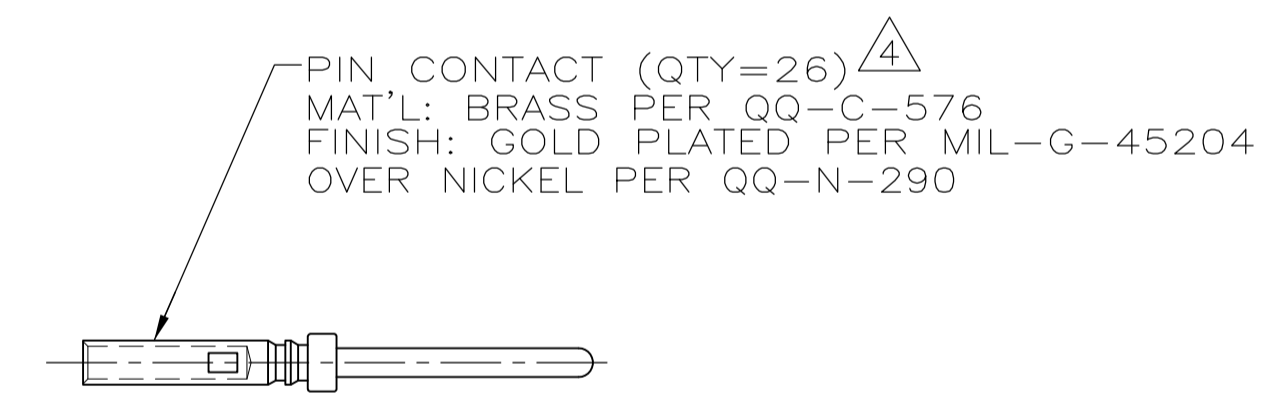 PIN CONTACT (QTY=26) 4
MAT'L: BRASS PER QQ-C-576
FINISH: GOLD PLATED PER MIL-G-45204
OVER NICKEL PER QQ-N-290